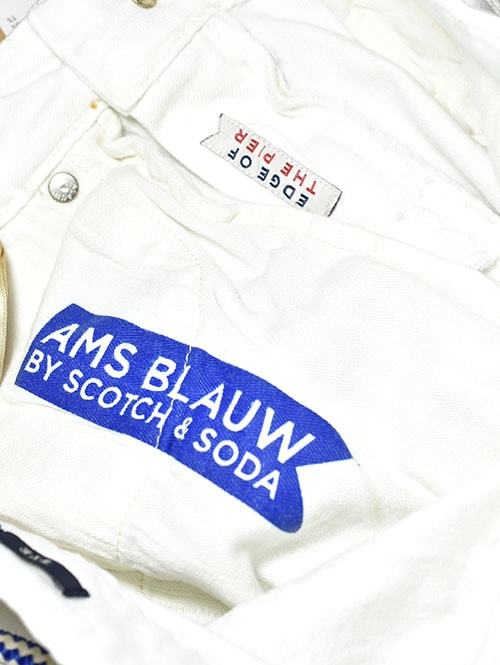 EDGE OF
THE PIER
AMS BLAUW
BY SCOTCH & SODA